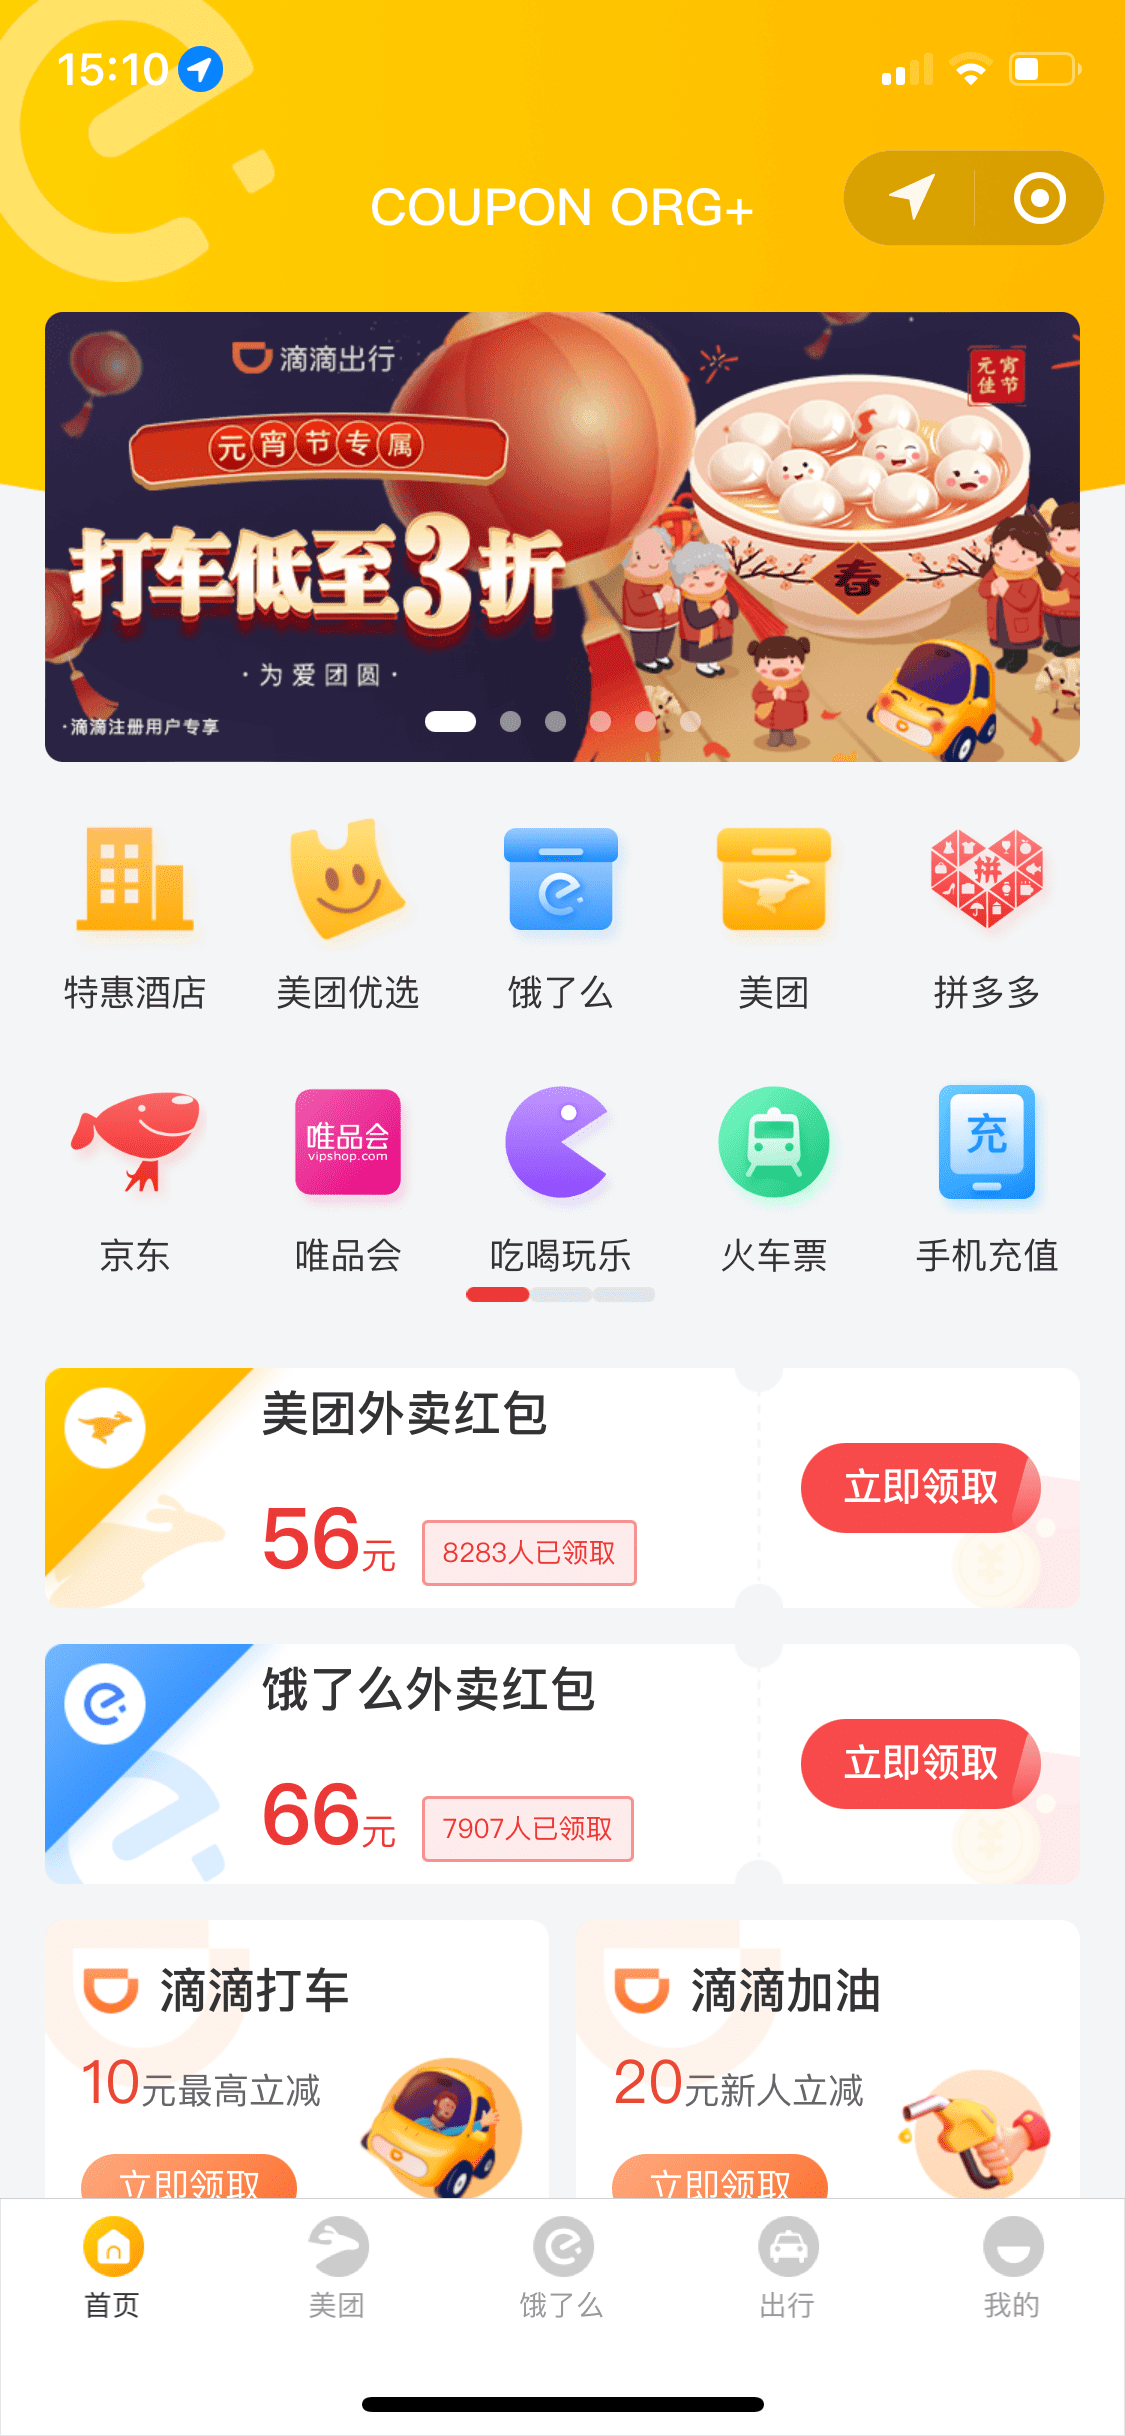 15:10
COUPON ORG+
滴滴出行
元宵佳节
元宵节专属
打车低至3折
春
·为爱团圆·
·滴滴注册用户专享
拼
特惠酒店
美团优选
饿了么
美团
拼多多
唯品会
vipshop.com
充
京东
唯品会
吃喝玩乐
火车票
手机充值
美团外卖红包
56元
8283人已领取
立即领取
饿了么外卖红包
66元
7907人已领取
立即领取
滴滴打车
10元最高立减
立即领取
滴滴加油
20元新人立减
立即领取
首页
美团
饿了么
出行
我的